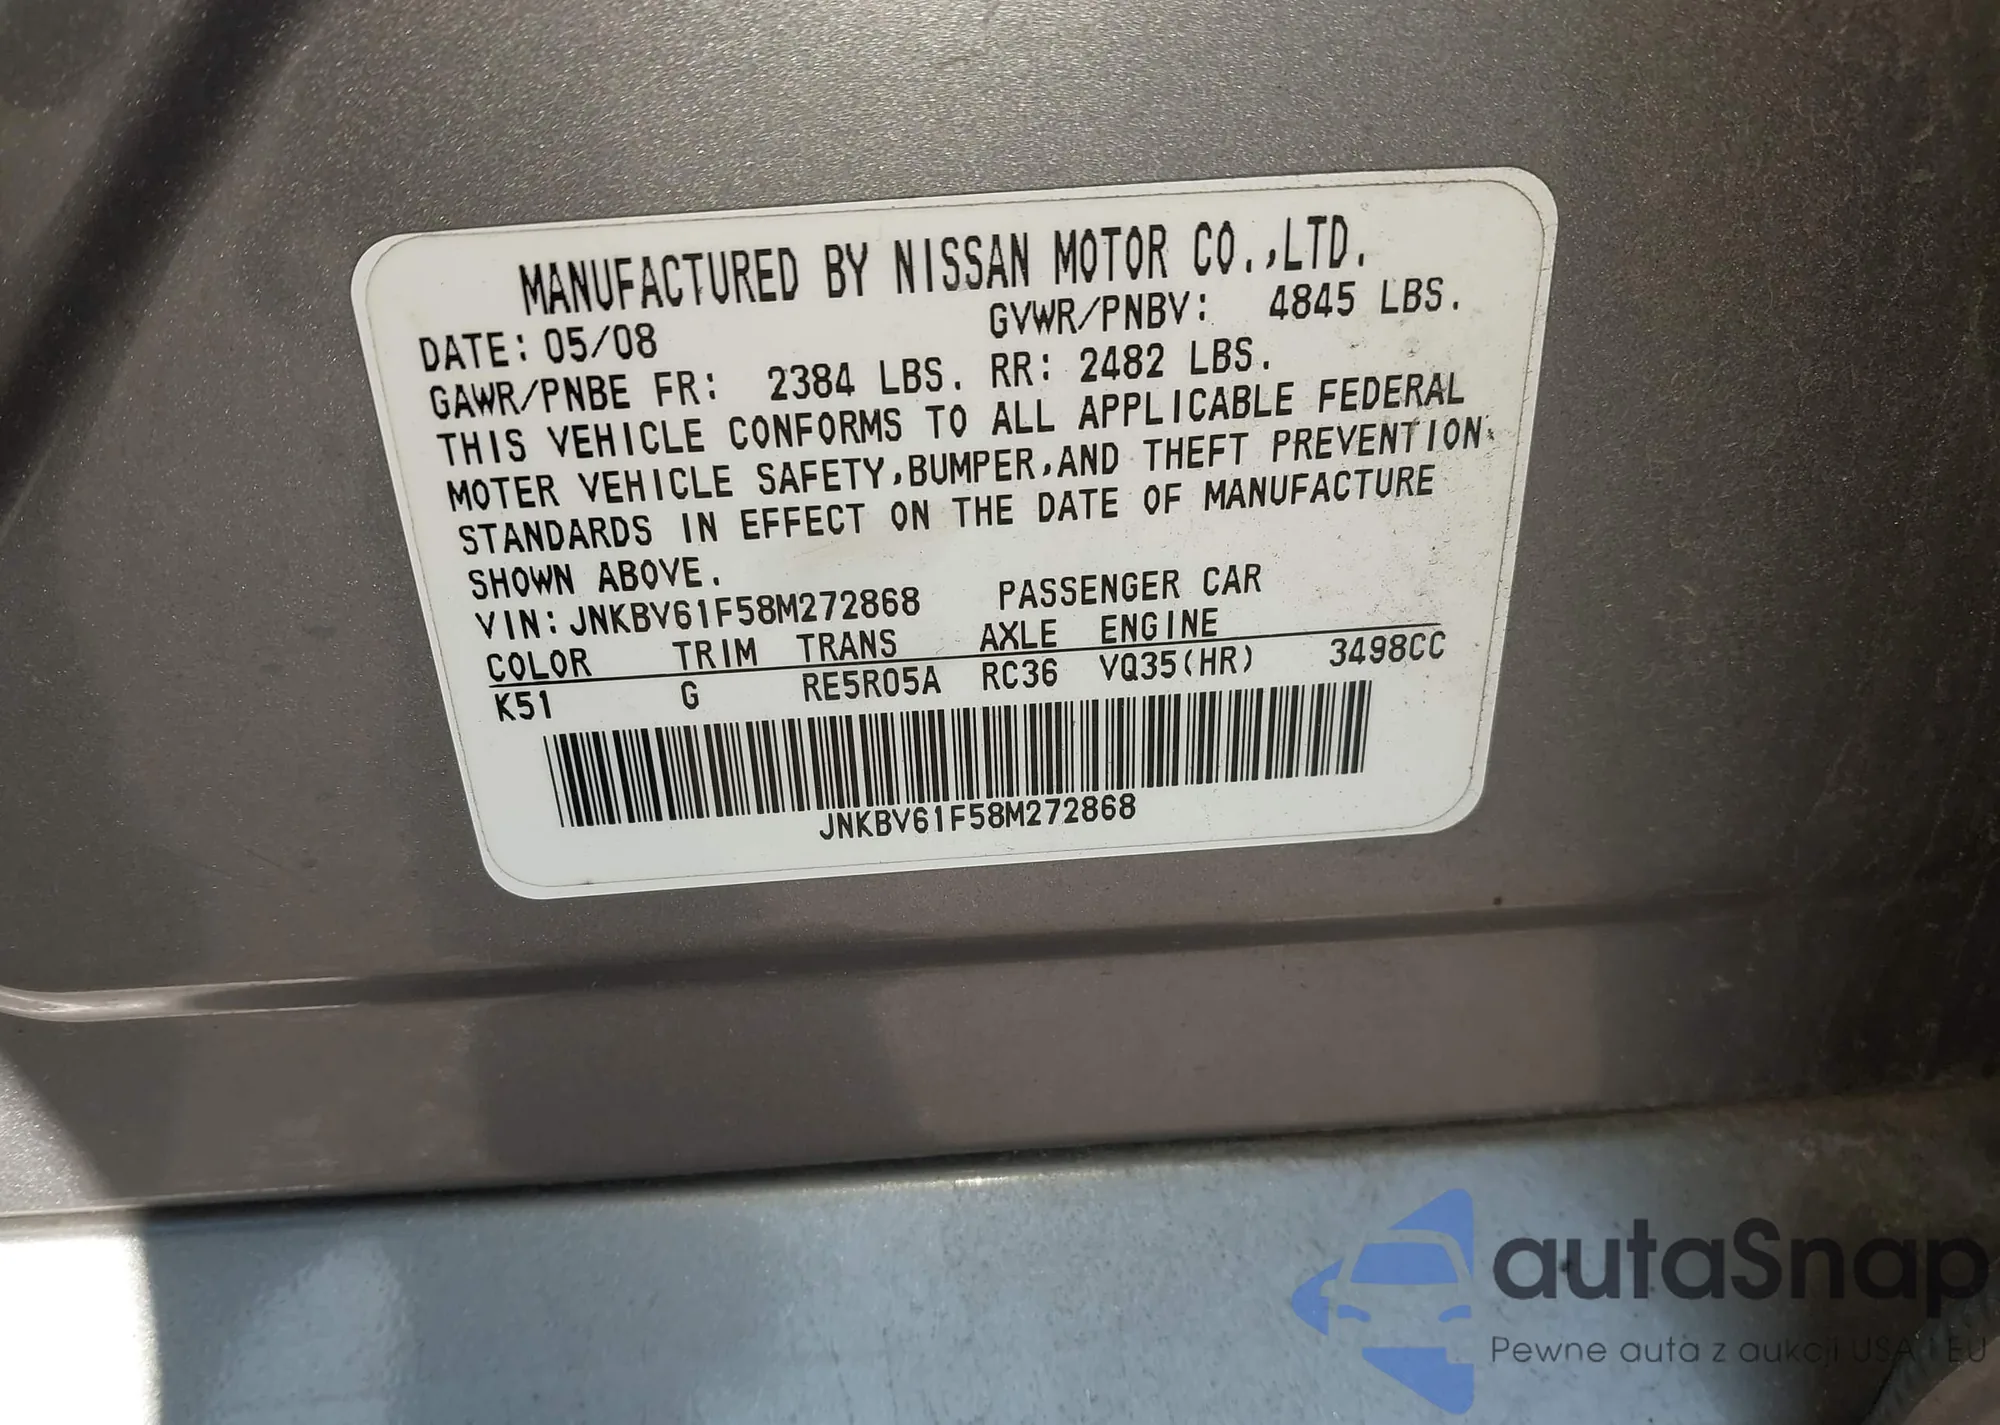 MANUFACTURED BY NISSAN MOTOR CO.,LTD.
DATE: 05/08 GVWR/PNBV: 4845 LBS.
GAWR/PNBE FR: 2384 LBS. RR: 2482 LBS.
THIS VEHICLE CONFORMS TO ALL APPLICABLE FEDERAL
MOTER VEHICLE SAFETY,BUMPER,AND THEFT PREVENTION
STANDARDS IN EFFECT ON THE DATE OF MANUFACTURE
SHOWN ABOVE.
VIN: JNKBV61F58M272868 PASSENGER CAR
COLOR TRIM TRANS AXLE ENGINE
K51 G RE5R05A RC36 VQ35(HR) 3498CC
JNKBV61F58M272868
autaSnap
Pewne auta z aukcji USA i EU